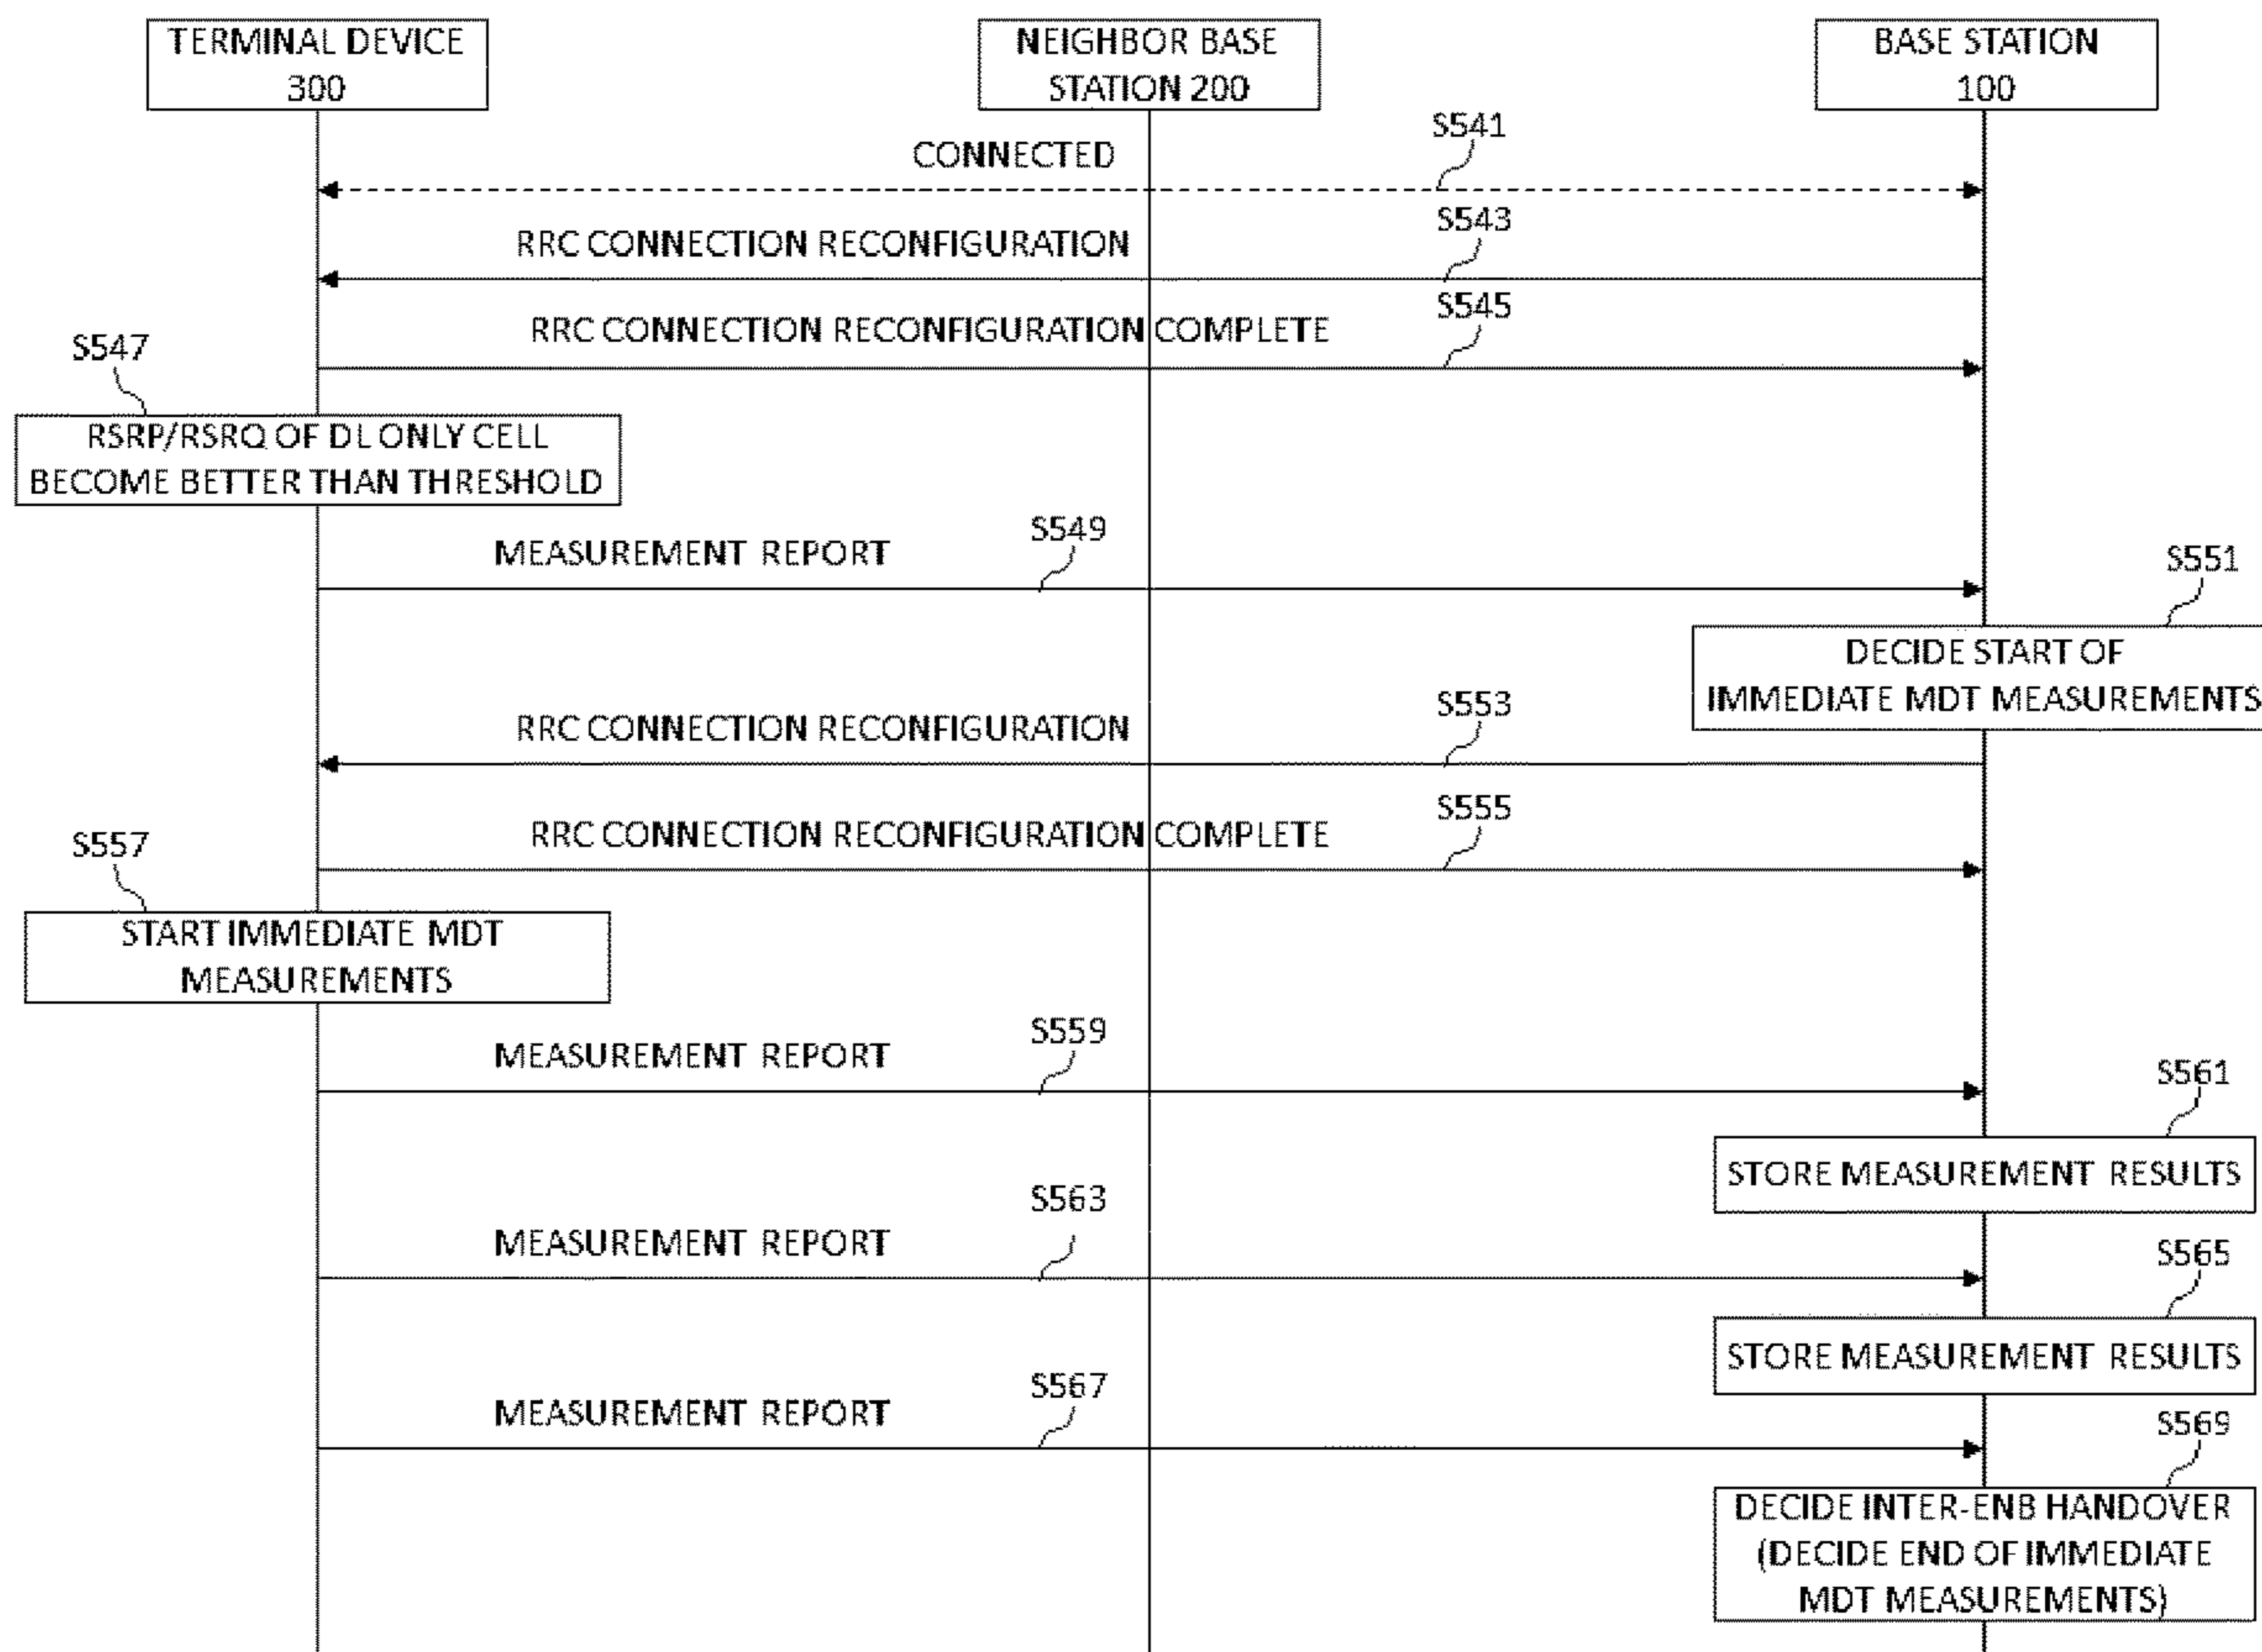 TERMINAL DEVICE
300
NEIGHBOR BASE
STATION 200
BASE STATION
100
S541
CONNECTED
S543
RRC CONNECTION RECONFIGURATION
S545
RRC CONNECTION RECONFIGURATION COMPLETE
S547
RSRP/RSRQ OF DL ONLY CELL
BECOME BETTER THAN THRESHOLD
S549
MEASUREMENT REPORT
S551
DECIDE START OF
IMMEDIATE MDT MEASUREMENTS
S553
RRC CONNECTION RECONFIGURATION
S555
RRC CONNECTION RECONFIGURATION COMPLETE
S557
START IMMEDIATE MDT
MEASUREMENTS
S559
MEASUREMENT REPORT
S561
STORE MEASUREMENT RESULTS
S563
MEASUREMENT REPORT
S565
STORE MEASUREMENT RESULTS
S567
MEASUREMENT REPORT
S569
DECIDE INTER-ENB HANDOVER
(DECIDE END OF IMMEDIATE
MDT MEASUREMENTS)